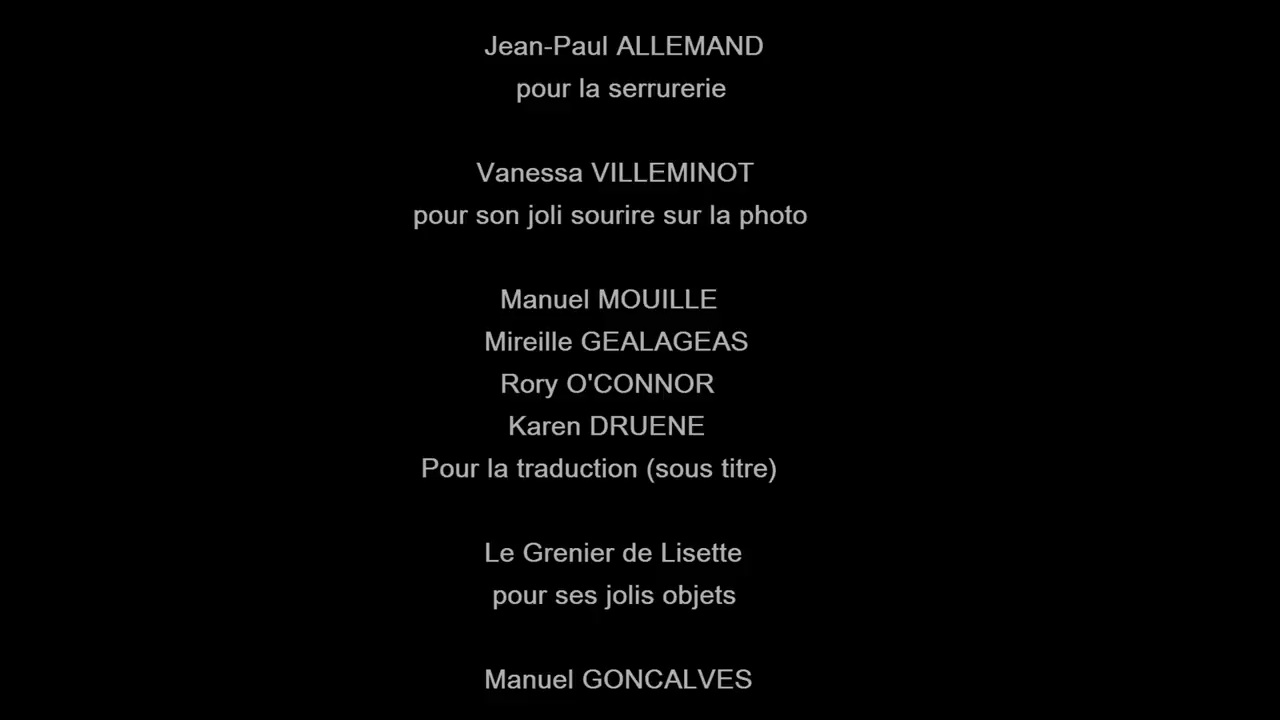 Jean-Paul ALLEMAND
pour la serrurerie
Vanessa VILLEMINOT
pour son joli sourire sur la photo
Manuel MOUILLE
Mireille GEALAGEAS
Rory O'CONNOR
Karen DRUENE
Pour la traduction (sous titre)
Le Grenier de Lisette
pour ses jolis objets
Manuel GONCALVES